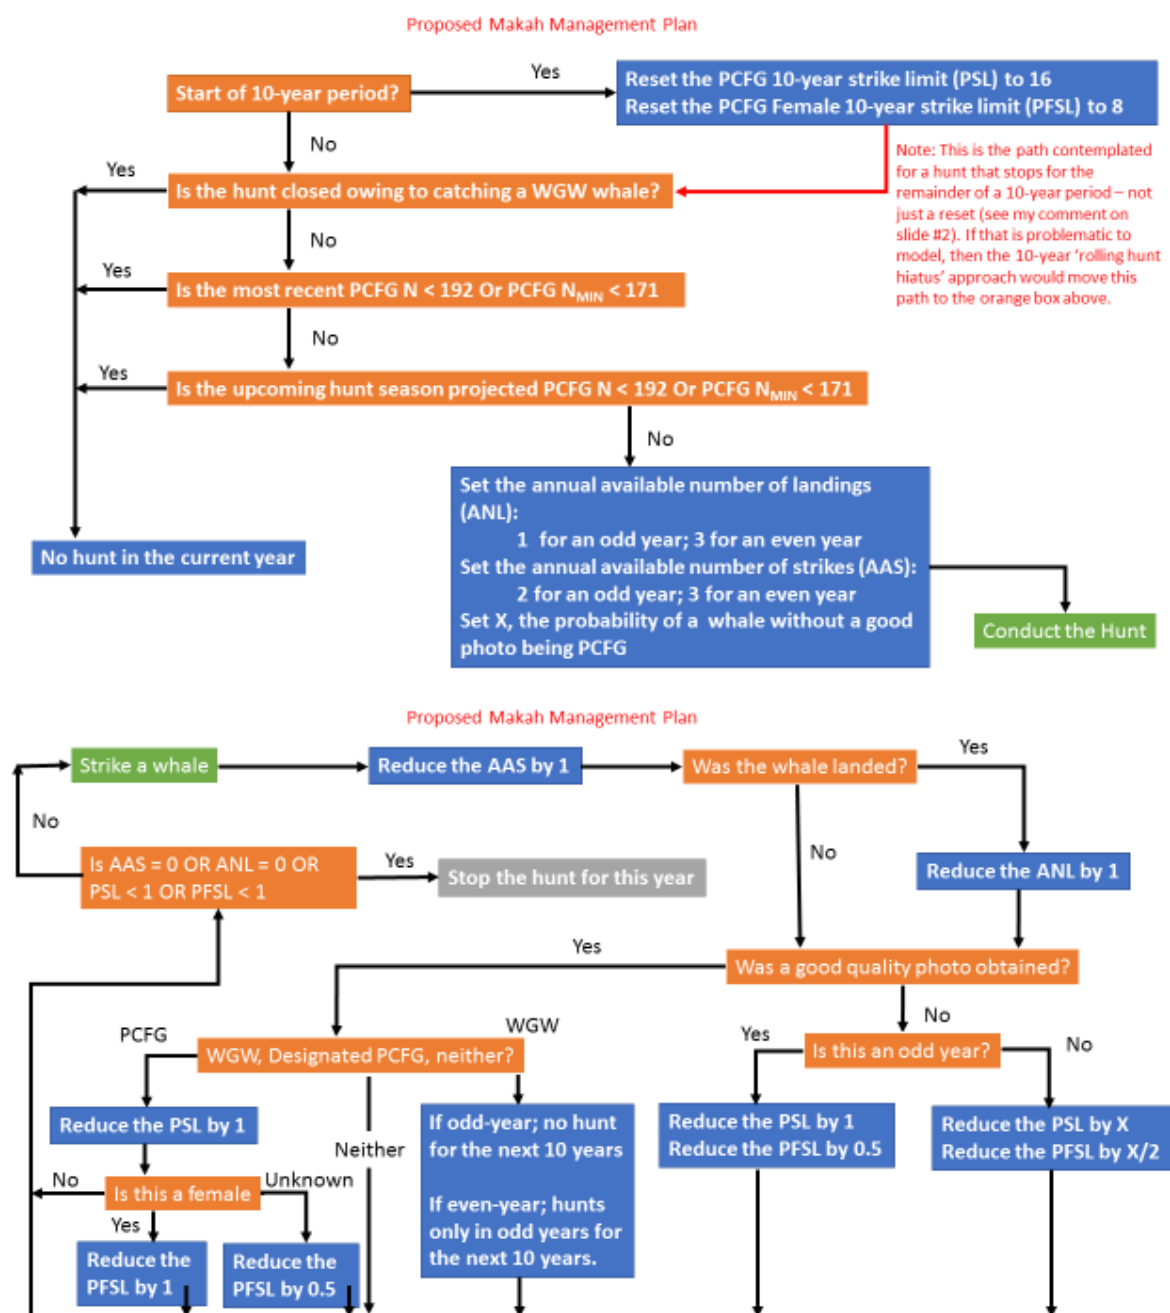 Proposed Makah Management Plan
Start of 10-year period?
Yes
Reset the PCFG 10-year strike limit (PSL) to 16
Reset the PCFG Female 10-year strike limit (PFSL) to 8
No
Note: This is the path contemplated
for a hunt that stops for the
remainder of a 10-year period – not
just a reset (see my comment on
slide #2). If that is problematic to
model, then the 10-year ‘rolling hunt
hiatus’ approach would move this
path to the orange box above.
Yes
Is the hunt closed owing to catching a WGW whale?
No
Yes
Is the most recent PCFG N < 192 Or PCFG NMIN < 171
No
Yes
Is the upcoming hunt season projected PCFG N < 192 Or PCFG NMIN < 171
No
Set the annual available number of landings
(ANL):
1 for an odd year; 3 for an even year
Set the annual available number of strikes (AAS):
2 for an odd year; 3 for an even year
Set X, the probability of a whale without a good
photo being PCFG
No hunt in the current year
Conduct the Hunt
Proposed Makah Management Plan
Strike a whale
Reduce the AAS by 1
Was the whale landed?
Yes
No
No
Is AAS = 0 OR ANL = 0 OR
PSL < 1 OR PFSL < 1
Yes
Stop the hunt for this year
Reduce the ANL by 1
Yes
Was a good quality photo obtained?
No
PCFG
WGW
WGW, Designated PCFG, neither?
Yes
Is this an odd year?
No
Reduce the PSL by 1
Neither
If odd-year; no hunt
for the next 10 years
If even-year; hunts
only in odd years for
the next 10 years.
Reduce the PSL by 1
Reduce the PFSL by 0.5
Reduce the PSL by X
Reduce the PFSL by X/2
No
Is this a female
Unknown
Yes
Reduce the
PFSL by 1
Reduce the
PFSL by 0.5